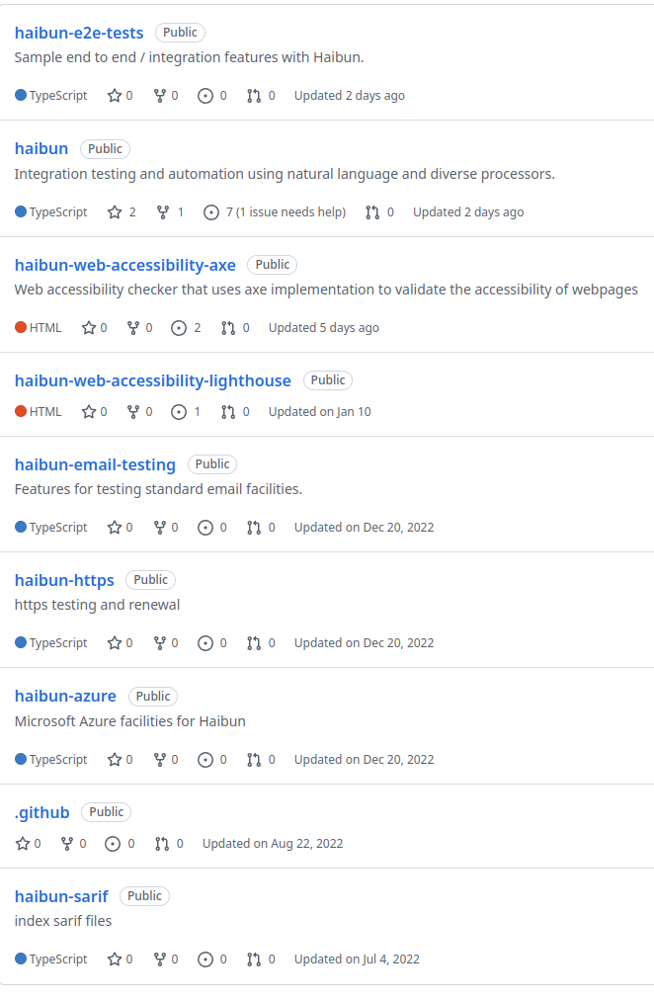 haibun-e2e-tests Public
Sample end to end / integration features with Haibun.
TypeScript 0 0 0 0 Updated 2 days ago
haibun Public
Integration testing and automation using natural language and diverse processors.
TypeScript 2 1 7 (1 issue needs help) 0 Updated 2 days ago
haibun-web-accessibility-axe Public
Web accessibility checker that uses axe implementation to validate the accessibility of webpages
HTML 0 0 2 0 Updated 5 days ago
haibun-web-accessibility-lighthouse Public
HTML 0 0 1 0 Updated on Jan 10
haibun-email-testing Public
Features for testing standard email facilities.
TypeScript 0 0 0 0 Updated on Dec 20, 2022
haibun-https Public
https testing and renewal
TypeScript 0 0 0 0 Updated on Dec 20, 2022
haibun-azure Public
Microsoft Azure facilities for Haibun
TypeScript 0 0 0 0 Updated on Dec 20, 2022
.github Public
0 0 0 0 Updated on Aug 22, 2022
haibun-sarif Public
index sarif files
TypeScript 0 0 0 0 Updated on Jul 4, 2022